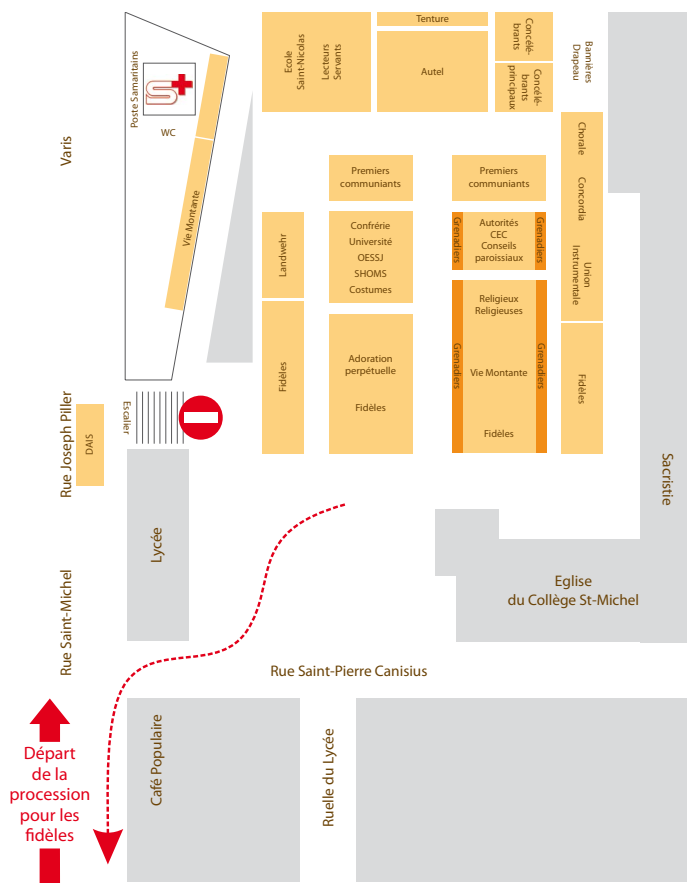 Tenture
Autel
Ecole
Saint-Nicolas
Lecteurs
Servants
Concélé-
brants
Concélé-
brants
principaux
Bannières
Drapeau
Poste Samaritains
S
WC
Vie Montante
Varis
Chorale
Concordia
Union
Instrumentale
Fidèles
Premiers
communiants
Premiers
communiants
Landwehr
Fidèles
Confrérie
Université
OESSJ
SHOMS
Costumes
Grenadiers
Autorités
CEC
Conseils
paroissiaux
Grenadiers
Adoration
perpétuelle
Fidèles
Grenadiers
Religieux
Religieuses
Vie Montante
Fidèles
Grenadiers
Escalier
DAIS
Rue Joseph Piller
Lycée
Sacristie
Rue Saint-Michel
Eglise
du Collège St-Michel
Rue Saint-Pierre Canisius
Café Populaire
Ruelle du Lycée
Départ
de la
procession
pour les
fidèles